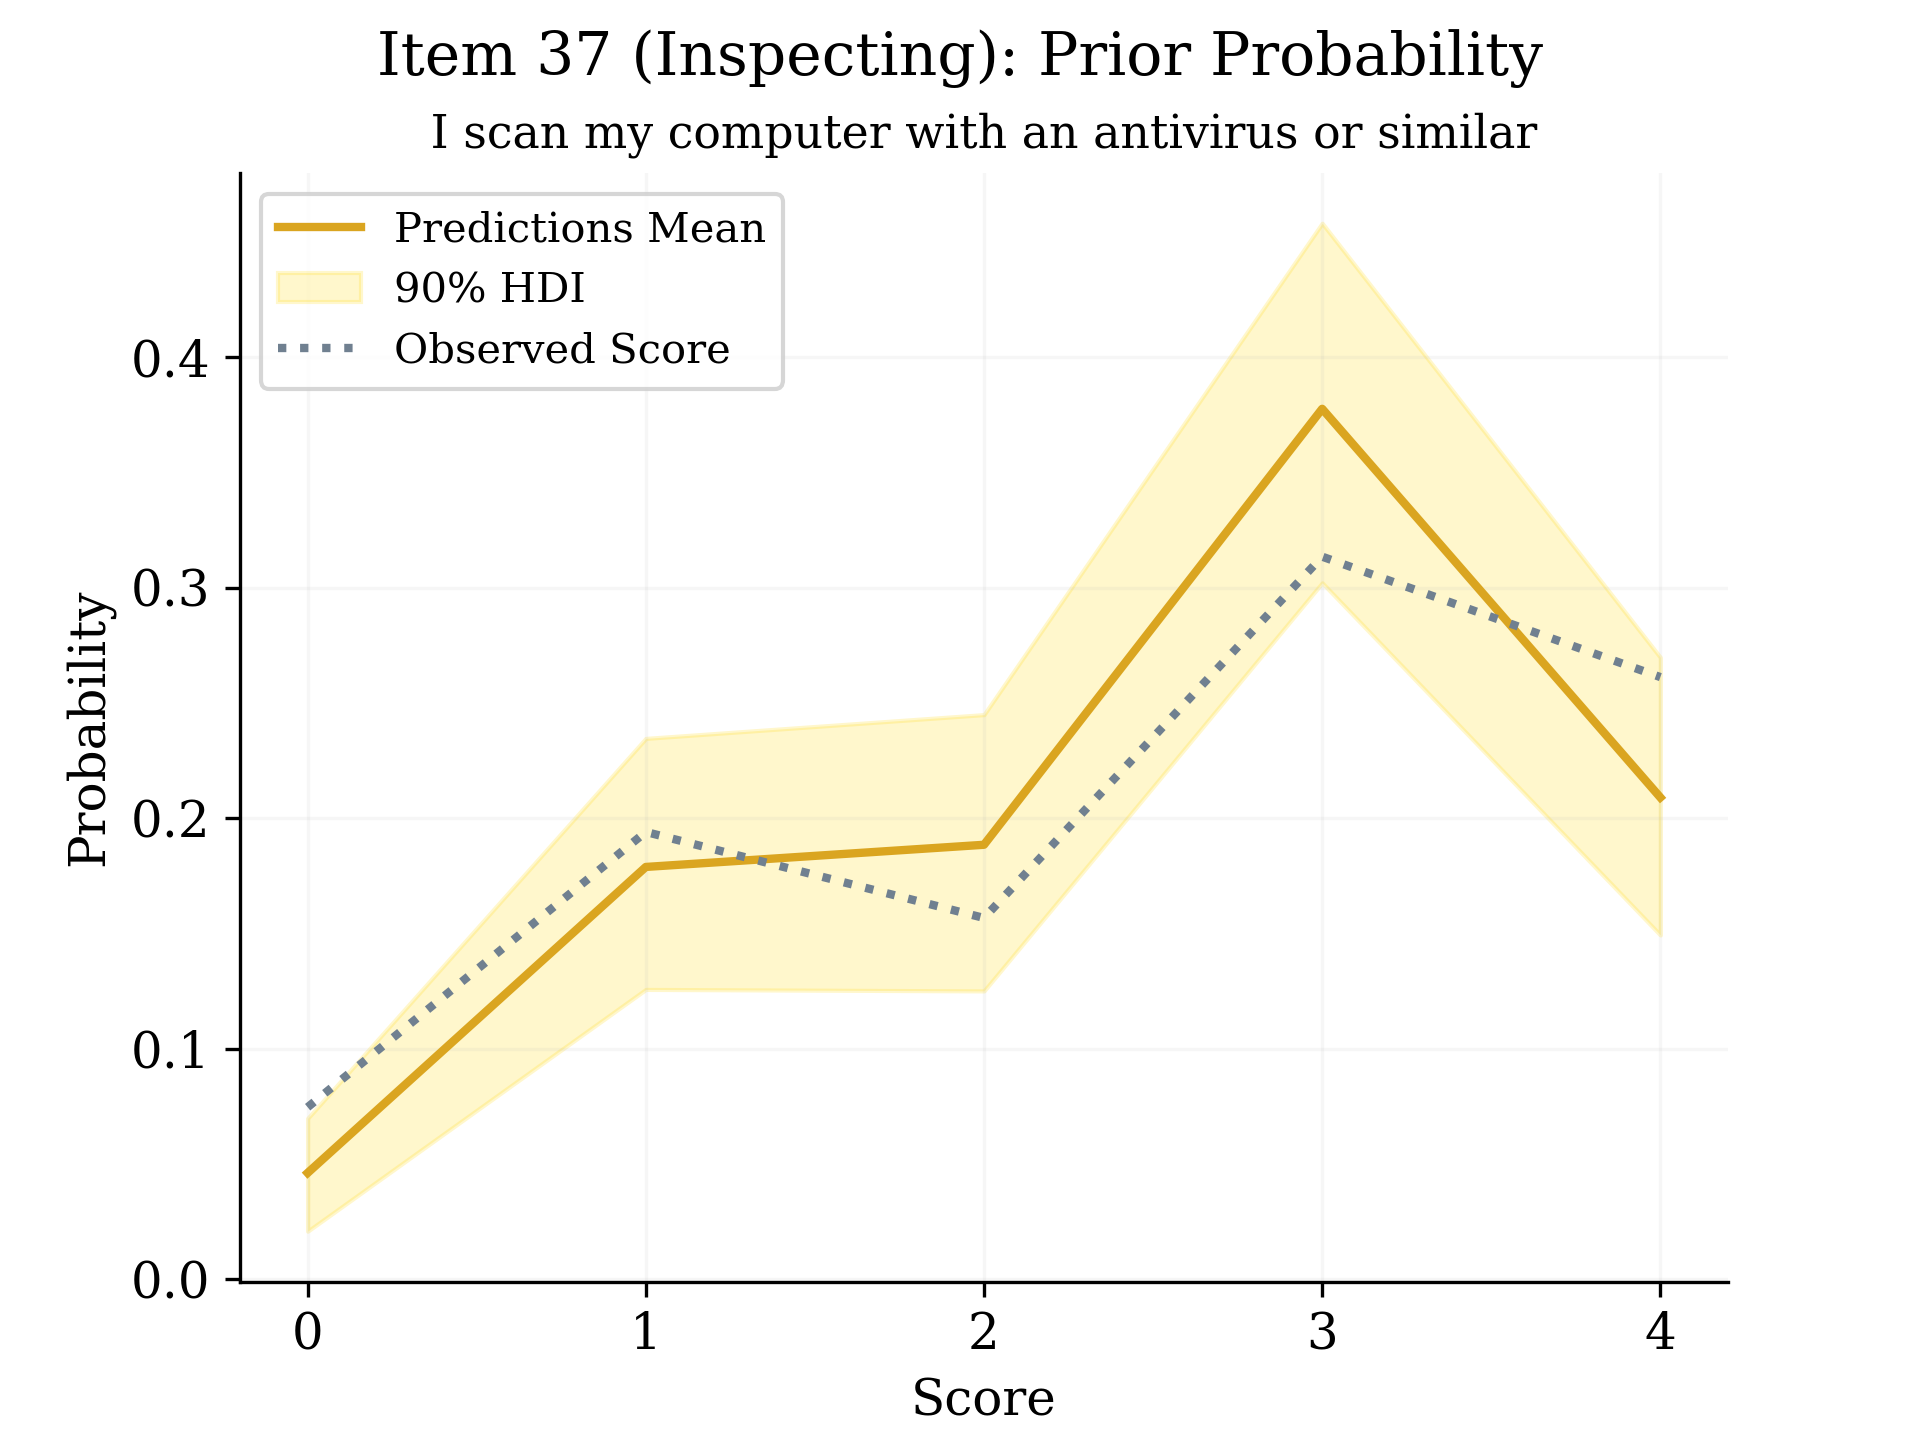 Item 37 (Inspecting): Prior Probability
I scan my computer with an antivirus or similar
Predictions Mean
90% HDI
Observed Score
0.4
0.3
0.2
0.1
0.0
Probability
0 1 2 3 4
Score